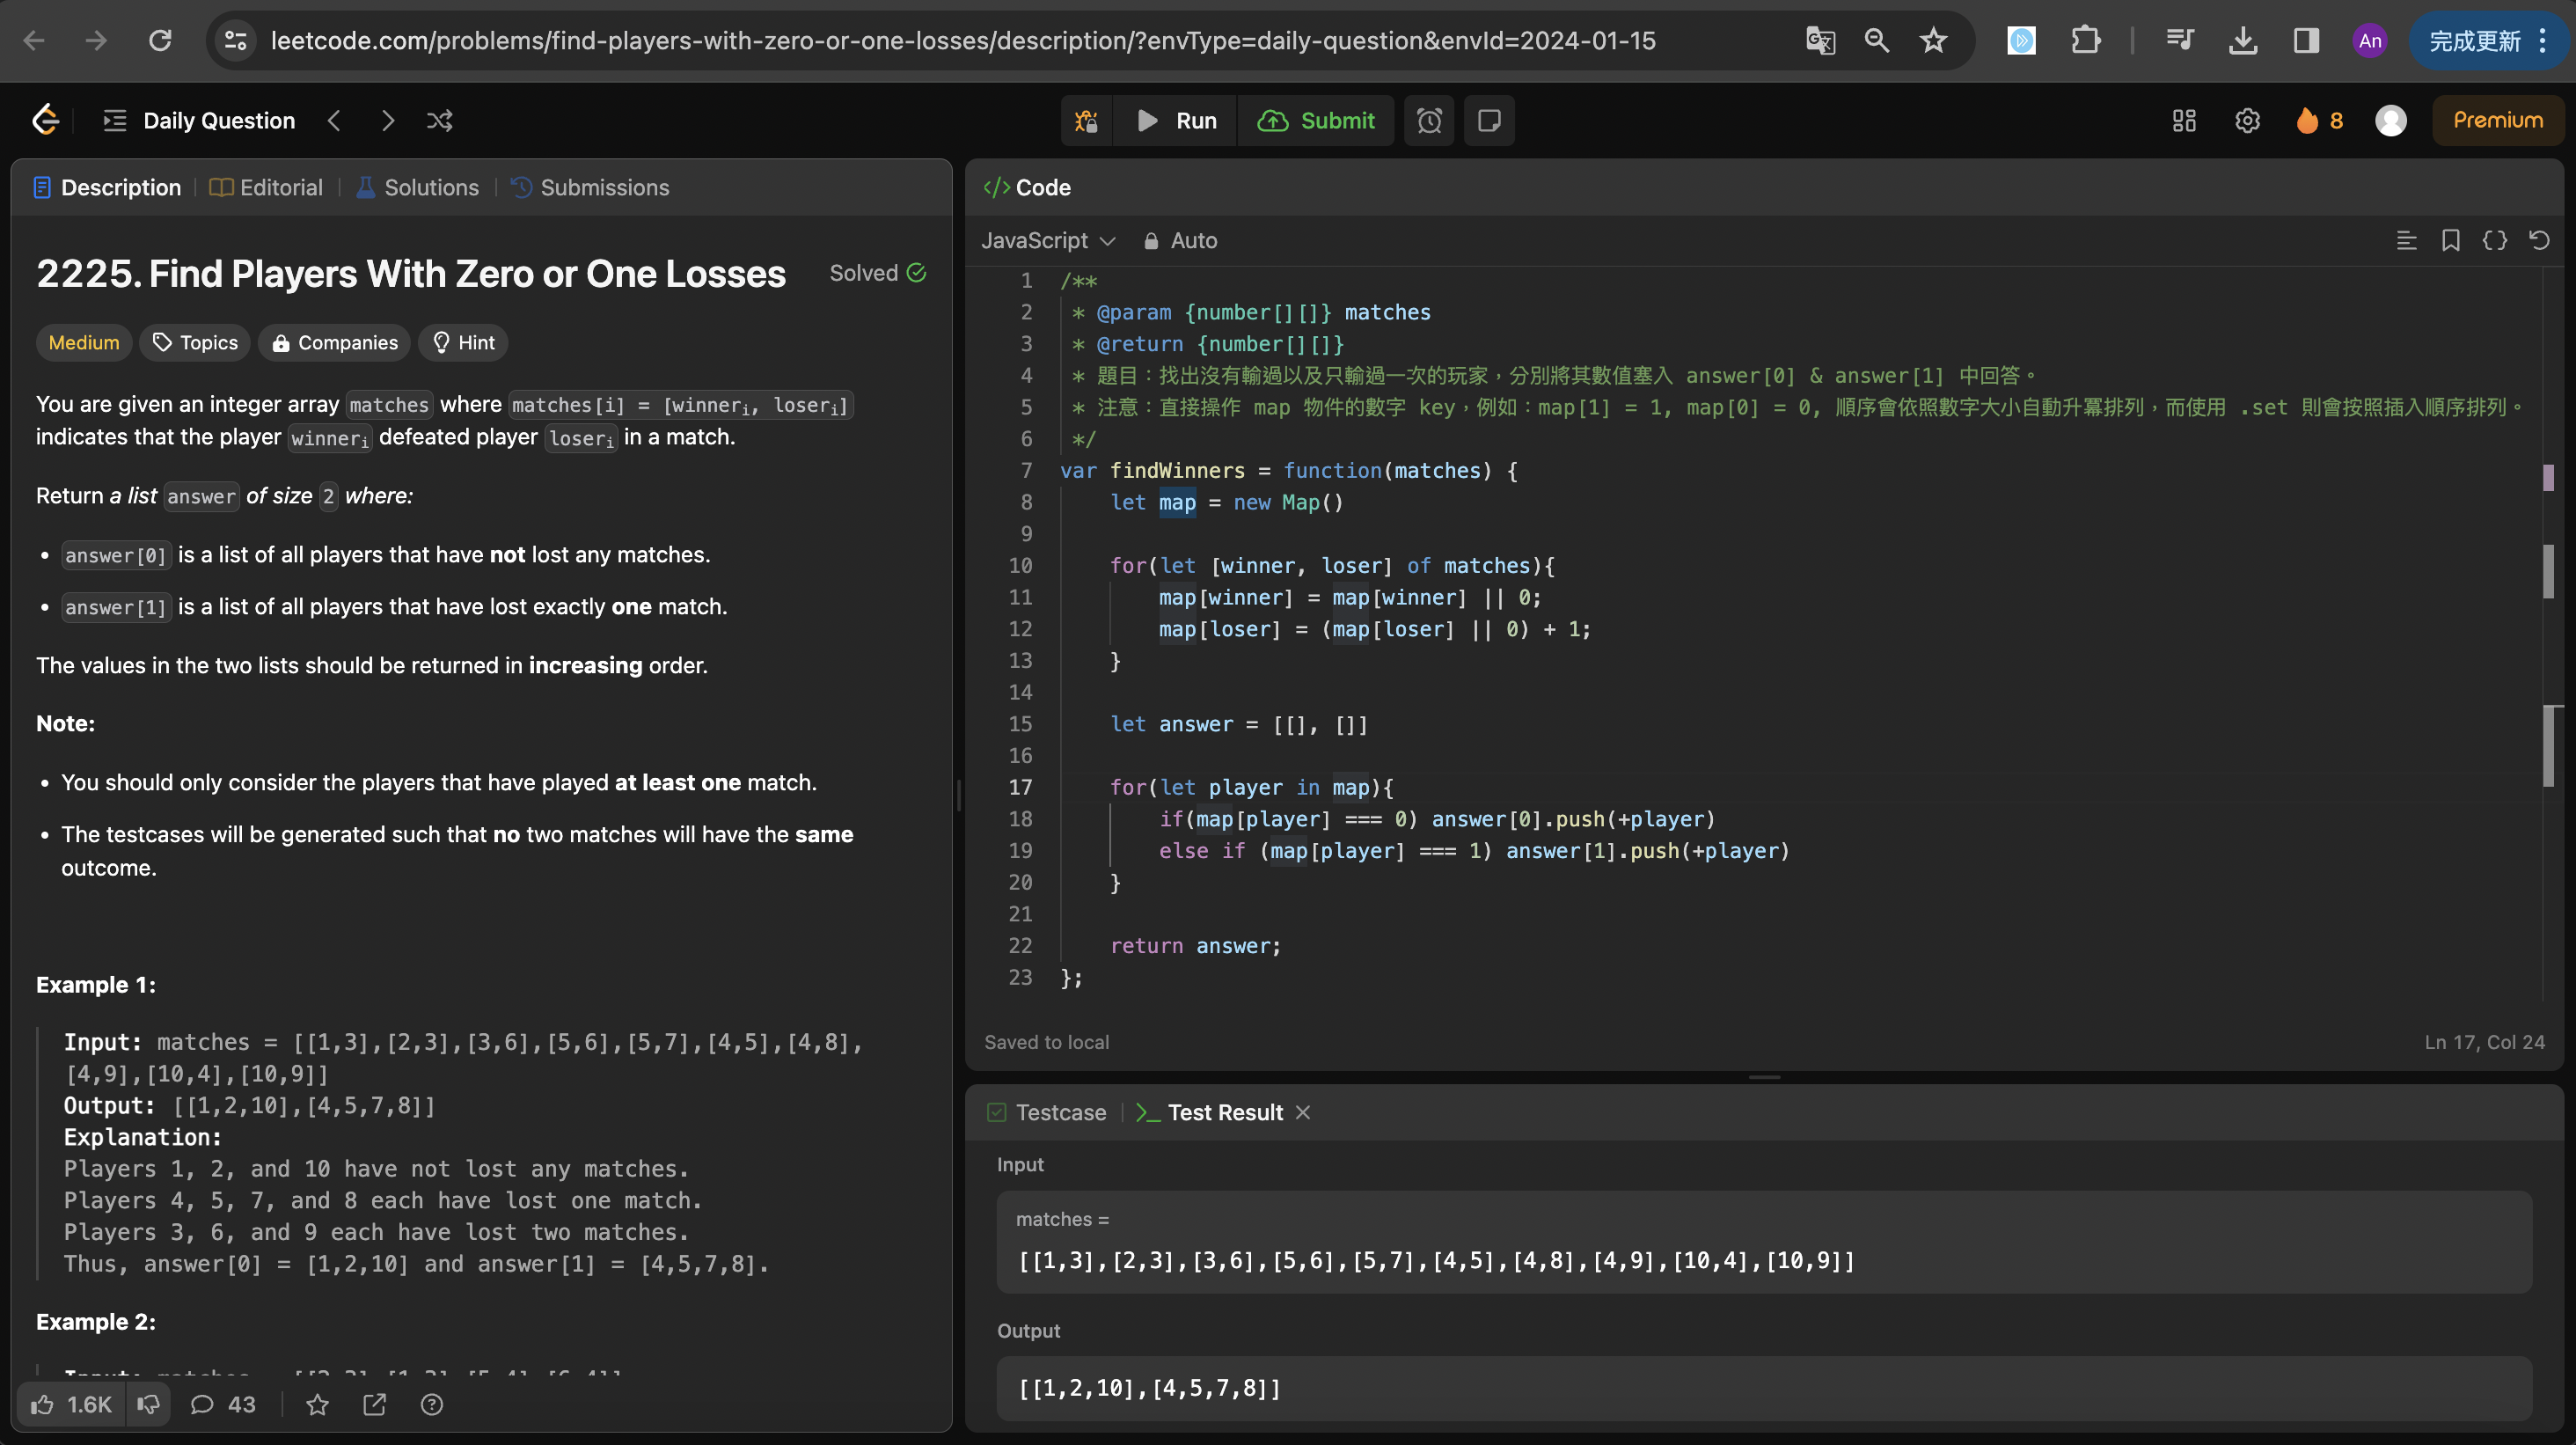 leetcode.com/problems/find-players-with-zero-or-one-losses/description/?envType=daily-question&envId=2024-01-15
An
完成更新
Daily Question
Run
Submit
8
Premium
Description
Editorial
Solutions
Submissions
2225. Find Players With Zero or One Losses
Solved
Medium
Topics
Companies
Hint
You are given an integer array matches where matches[i] = [winneri, loseri]
indicates that the player winneri defeated player loseri in a match.
Return a list answer of size 2 where:
• answer[0] is a list of all players that have not lost any matches.
• answer[1] is a list of all players that have lost exactly one match.
The values in the two lists should be returned in increasing order.
Note:
• You should only consider the players that have played at least one match.
• The testcases will be generated such that no two matches will have the same
outcome.
Example 1:
Input: matches = [[1,3],[2,3],[3,6],[5,6],[5,7],[4,5],[4,8],
[4,9],[10,4],[10,9]]
Output: [[1,2,10],[4,5,7,8]]
Explanation:
Players 1, 2, and 10 have not lost any matches.
Players 4, 5, 7, and 8 each have lost one match.
Players 3, 6, and 9 each have lost two matches.
Thus, answer[0] = [1,2,10] and answer[1] = [4,5,7,8].
Example 2:
1.6K
43
</> Code
JavaScript
Auto
1 /**
2 * @param {number[][]} matches
3 * @return {number[][]}
4 * 題目：找出沒有輸過以及只輸過一次的玩家，分別將其數值塞入 answer[0] & answer[1] 中回答。
5 * 注意：直接操作 map 物件的數字 key，例如：map[1] = 1, map[0] = 0, 順序會依照數字大小自動升冪排列，而使用 .set 則會按照插入順序排列。
6 */
7 var findWinners = function(matches) {
8 let map = new Map()
9
10 for(let [winner, loser] of matches){
11 map[winner] = map[winner] || 0;
12 map[loser] = (map[loser] || 0) + 1;
13 }
14
15 let answer = [[], []]
16
17 for(let player in map){
18 if(map[player] === 0) answer[0].push(+player)
19 else if (map[player] === 1) answer[1].push(+player)
20 }
21
22 return answer;
23 };
Saved to local
Ln 17, Col 24
Testcase
Test Result
Input
matches =
[[1,3],[2,3],[3,6],[5,6],[5,7],[4,5],[4,8],[4,9],[10,4],[10,9]]
Output
[[1,2,10],[4,5,7,8]]